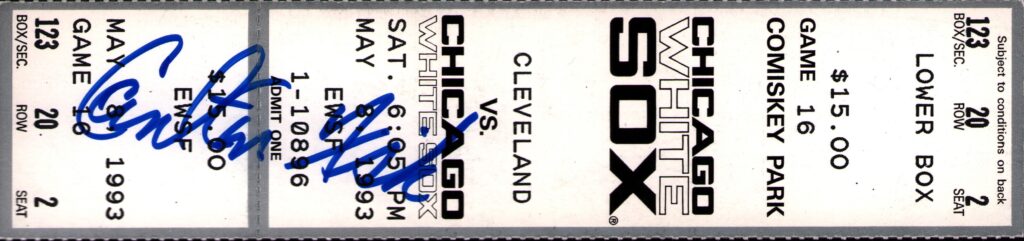 Subject to conditions on back
123 20 2
BOX/SEC. ROW SEAT
LOWER BOX
$15.00
GAME 16
COMISKEY PARK
CHICAGO
WHITE
SOX®
CLEVELAND
VS.
CHICAGO
WHITE SOX
SAT. 6:05 PM
MAY 8, 1993
EWSF
1-10896
ADMIT ONE
$15.00
EWSF
MAY 8, 1993
GAME 16
123 20 2
BOX/SEC. ROW SEAT